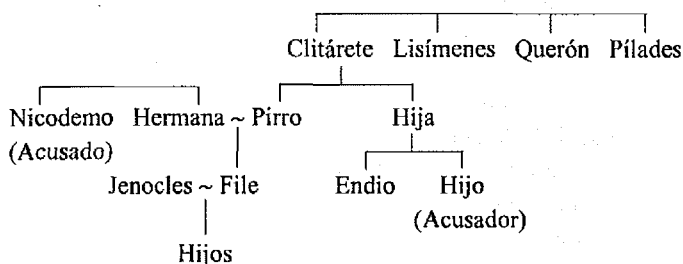 Clitárete Lisímenes Querón Pílades
Nicodemo Hermana ~ Pirro Hija
(Acusado)
Jenocles ~ File Endio Hijo
(Acusador)
Hijos